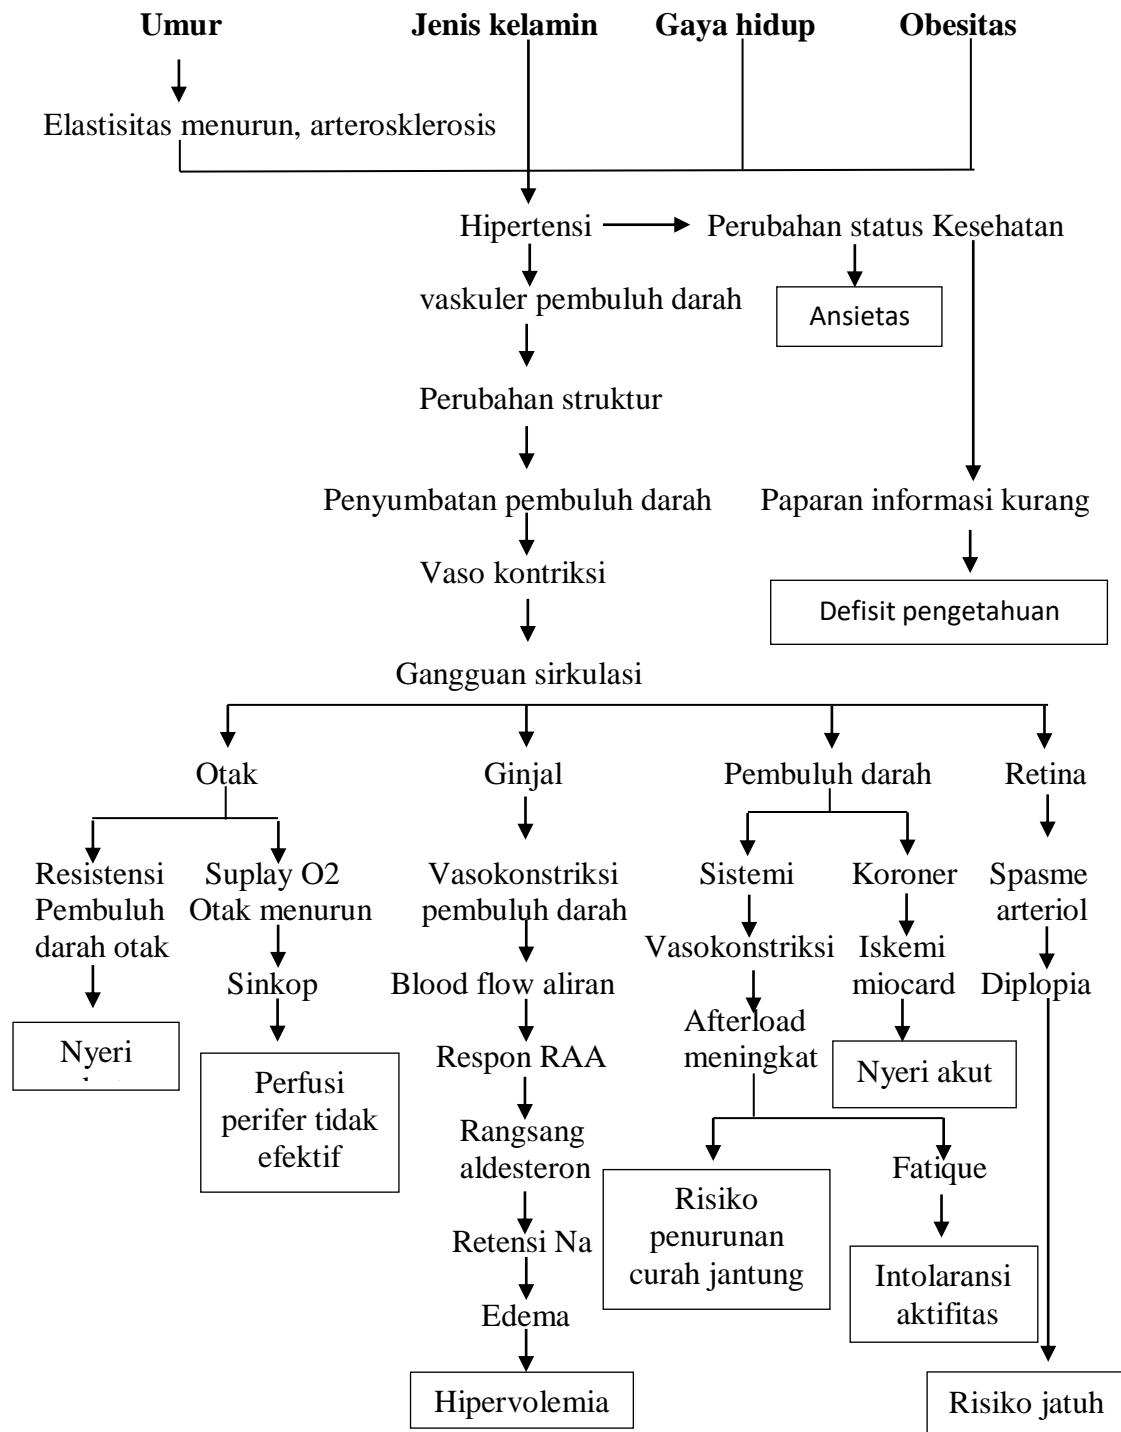 Umur
Jenis kelamin
Gaya hidup
Obesitas
Elastisitas menurun, arterosklerosis
Hipertensi
Perubahan status Kesehatan
vaskuler pembuluh darah
Ansietas
Perubahan struktur
Penyumbatan pembuluh darah
Paparan informasi kurang
Vaso kontriksi
Defisit pengetahuan
Gangguan sirkulasi
Otak
Ginjal
Pembuluh darah
Retina
Resistensi
Pembuluh
darah otak
Suplay O2
Otak menurun
Vasokonstriksi
pembuluh darah
Sistemi
Koroner
Spasme
arteriol
Vasokonstriksi
Iskemi
miocard
Sinkop
Blood flow aliran
Diplopia
Afterload
meningkat
Nyeri
Perfusi
perifer tidak
efektif
Respon RAA
Nyeri akut
Rangsang
aldesteron
Fatique
Risiko
penurunan
curah jantung
Retensi Na
Intolaransi
aktifitas
Edema
Hipervolemia
Risiko jatuh